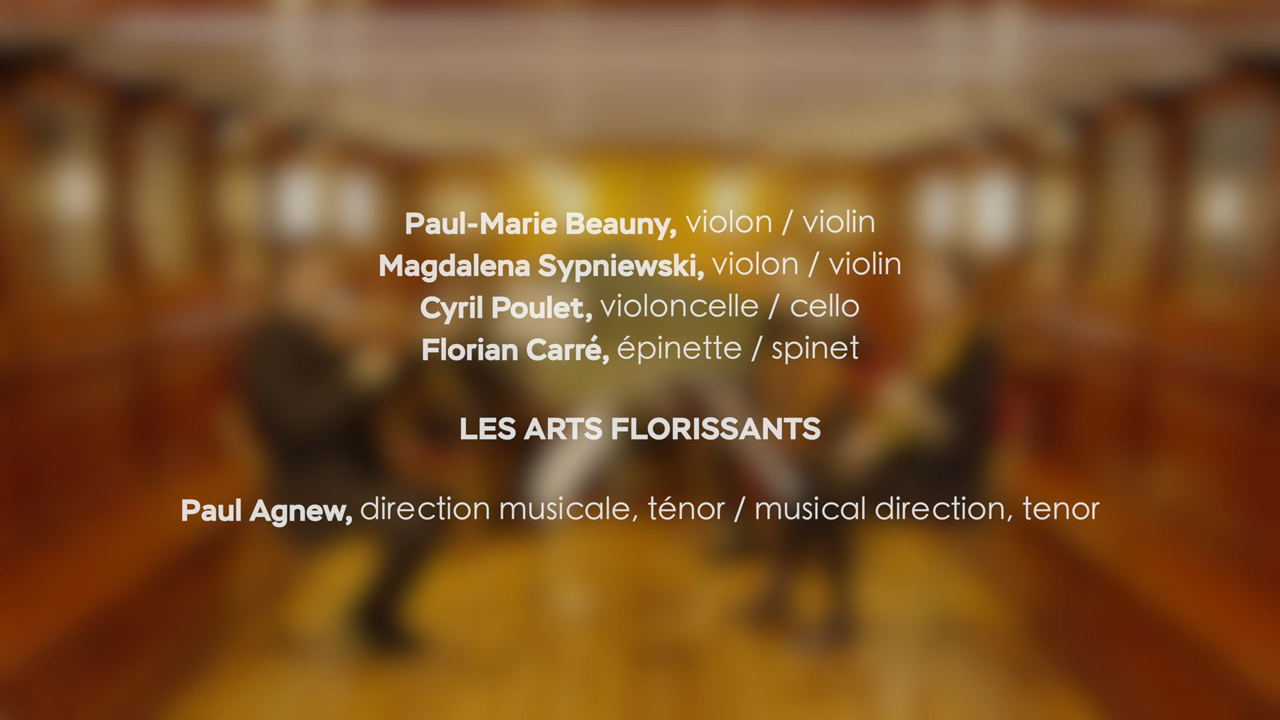 Paul-Marie Beauny, violon / violin
Magdalena Sypniewski, violon / violin
Cyril Poulet, violoncelle / cello
Florian Carré, épinette / spinet
LES ARTS FLORISSANTS
Paul Agnew, direction musicale, ténor / musical direction, tenor